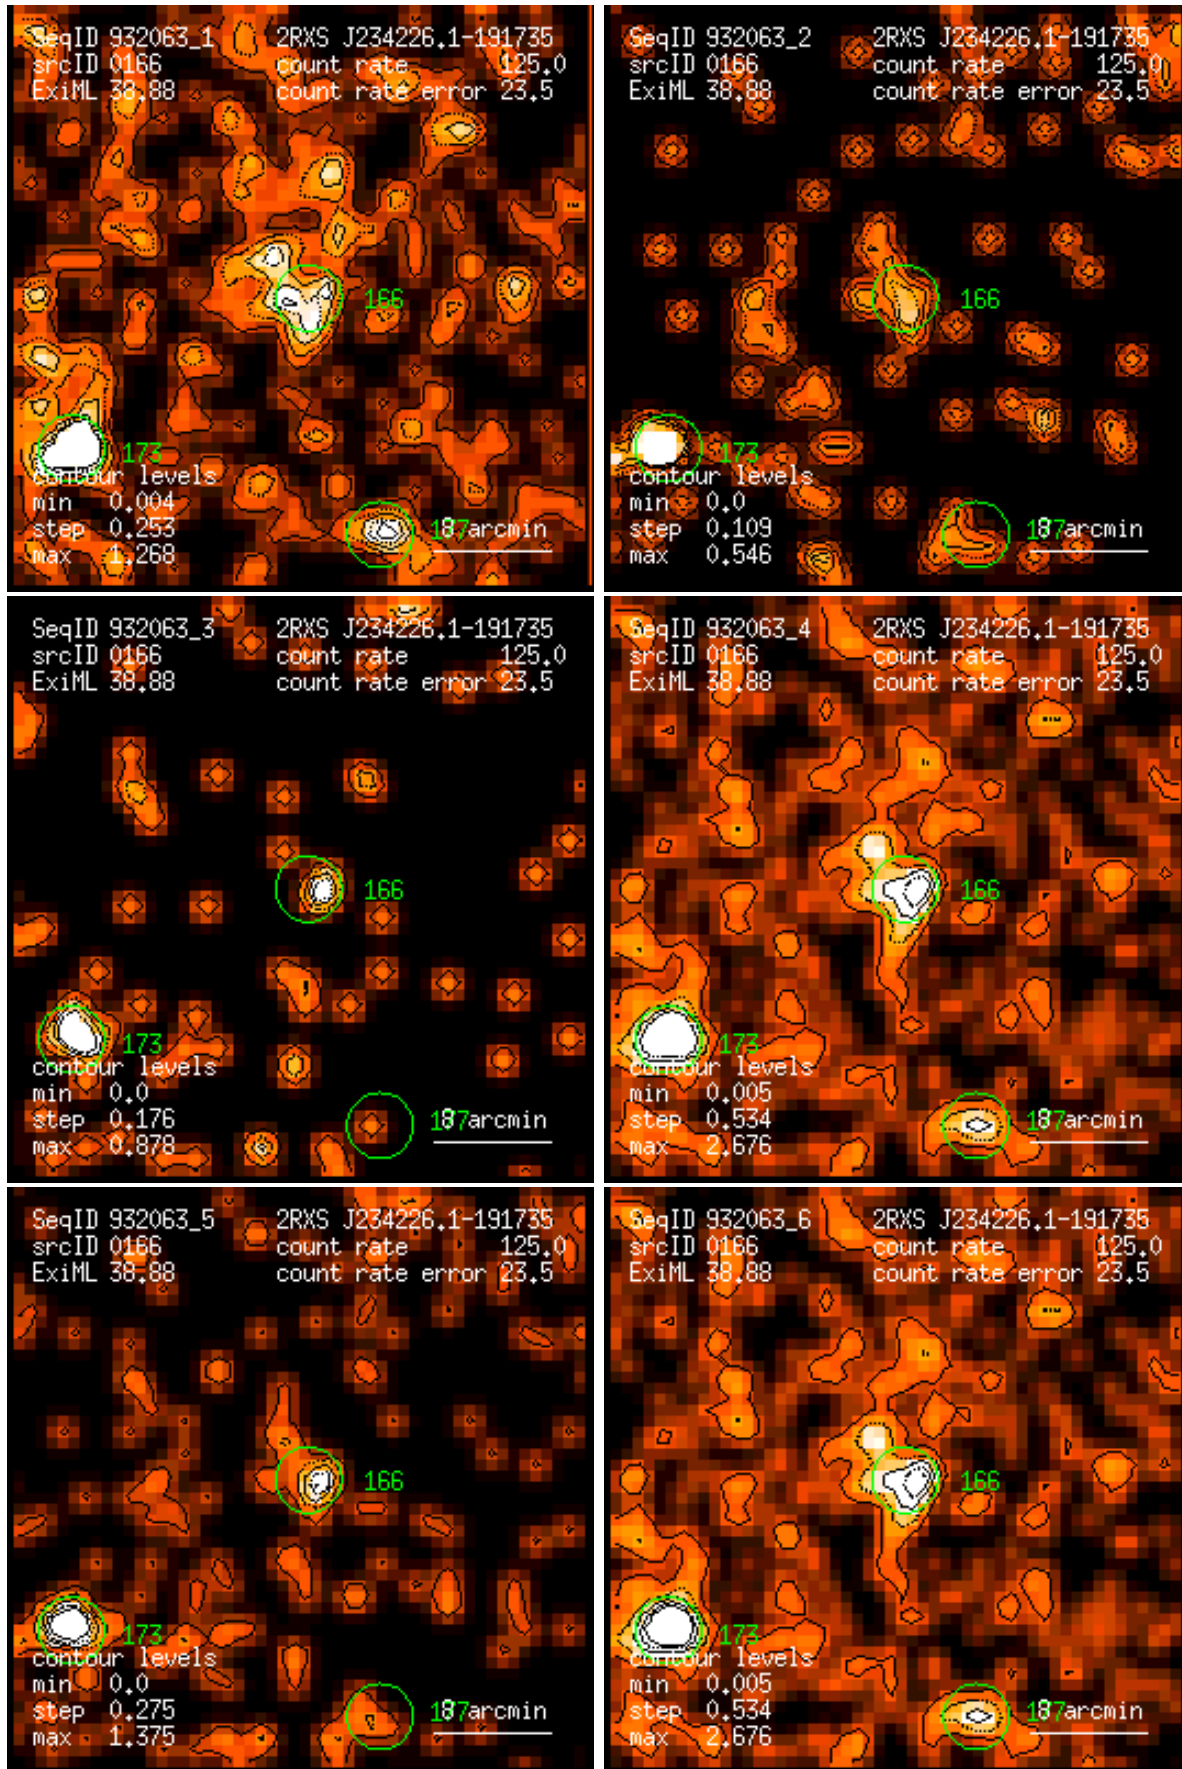 SeqID 932063_1 2RXS J234226.1-191735
srcID 0166 count rate 125.0
ExiML 38.88 count rate error 23.5
166
173
contour levels
min 0.004
step 0.253 8 arcmin
max 1.268
SeqID 932063_2 2RXS J234226.1-191735
srcID 0166 count rate 125.0
ExiML 38.88 count rate error 23.5
166
173
contour levels
min 0.0
step 0.109 8 arcmin
max 0.546
SeqID 932063_3 2RXS J234226.1-191735
srcID 0166 count rate 125.0
ExiML 38.88 count rate error 23.5
166
173
contour levels
min 0.0
step 0.176 8 arcmin
max 0.878
SeqID 932063_4 2RXS J234226.1-191735
srcID 0166 count rate 125.0
ExiML 38.88 count rate error 23.5
166
173
contour levels
min 0.005
step 0.534 8 arcmin
max 2.676
SeqID 932063_5 2RXS J234226.1-191735
srcID 0166 count rate 125.0
ExiML 38.88 count rate error 23.5
166
173
contour levels
min 0.0
step 0.275 8 arcmin
max 1.375
SeqID 932063_6 2RXS J234226.1-191735
srcID 0166 count rate 125.0
ExiML 38.88 count rate error 23.5
166
173
contour levels
min 0.005
step 0.534 8 arcmin
max 2.676